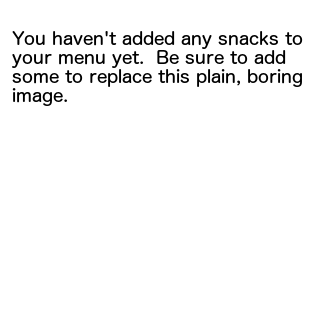 You haven't added any snacks to
your menu yet.  Be sure to add
some to replace this plain, boring
image.